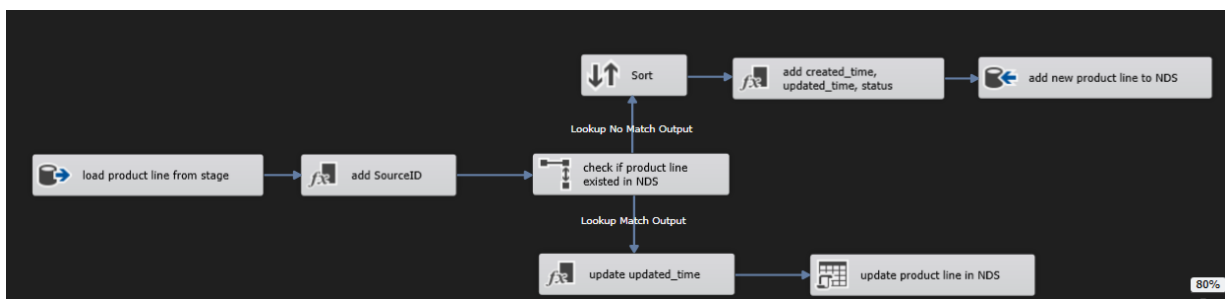 Sort
add created_time,
updated_time, status
add new product line to NDS
Lookup No Match Output
load product line from stage
add SourceID
check if product line
existed in NDS
Lookup Match Output
update updated_time
update product line in NDS
80%